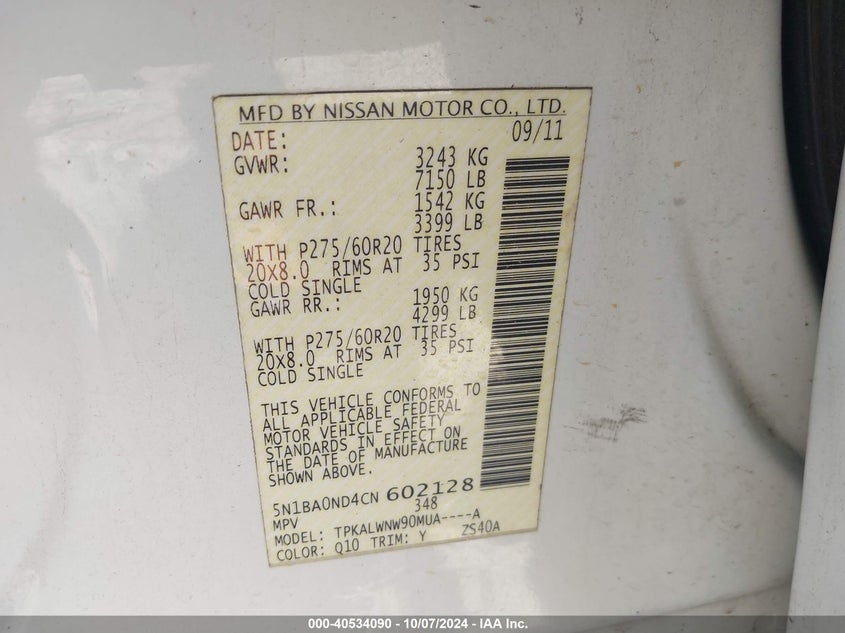 MFD BY NISSAN MOTOR CO., LTD.
DATE: 09/11
GVWR: 3243 KG
7150 LB
GAWR FR.: 1542 KG
3399 LB
WITH P275/60R20 TIRES
20X8.0 RIMS AT 35 PSI
COLD SINGLE
GAWR RR.: 1950 KG
4299 LB
WITH P275/60R20 TIRES
20X8.0 RIMS AT 35 PSI
COLD SINGLE
THIS VEHICLE CONFORMS TO
ALL APPLICABLE FEDERAL
MOTOR VEHICLE SAFETY
STANDARDS IN EFFECT ON
THE DATE OF MANUFACTURE
SHOWN ABOVE.
5N1BA0ND4CN 602128
MPV 348
MODEL: TPKALWNW90MUA----A
COLOR: Q10 TRIM: Y ZS40A
000-40534090 - 10/07/2024 - IAA Inc.